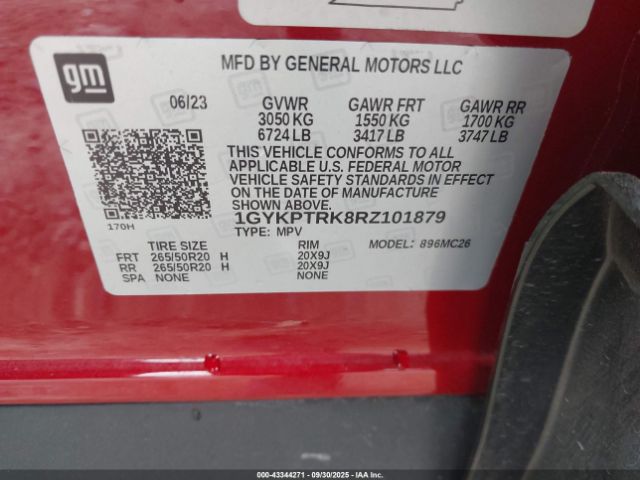 gm
MFD BY GENERAL MOTORS LLC
06/23 GVWR GAWR FRT GAWR RR
3050 KG 1550 KG 1700 KG
6724 LB 3417 LB 3747 LB
THIS VEHICLE CONFORMS TO ALL
APPLICABLE U.S. FEDERAL MOTOR
VEHICLE SAFETY STANDARDS IN EFFECT
ON THE DATE OF MANUFACTURE
SHOWN ABOVE.
1GYKPTRK8RZ101879
170H
TYPE: MPV MODEL: 896MC26
TIRE SIZE RIM
FRT 265/50R20 H 20X9J
RR 265/50R20 H 20X9J
SPA NONE NONE
000-43344271 - 09/30/2025 - IAA, Inc.